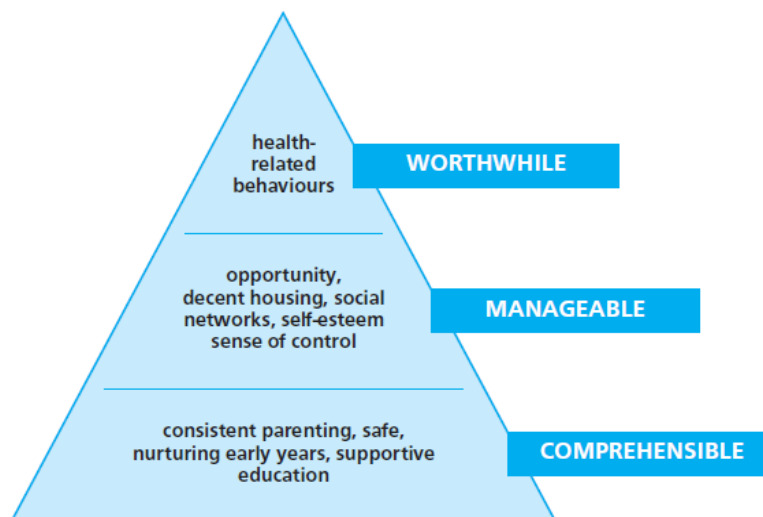 health-
related
behaviours
WORTHWHILE
opportunity,
decent housing, social
networks, self-esteem
sense of control
MANAGEABLE
consistent parenting, safe,
nurturing early years, supportive
education
COMPREHENSIBLE